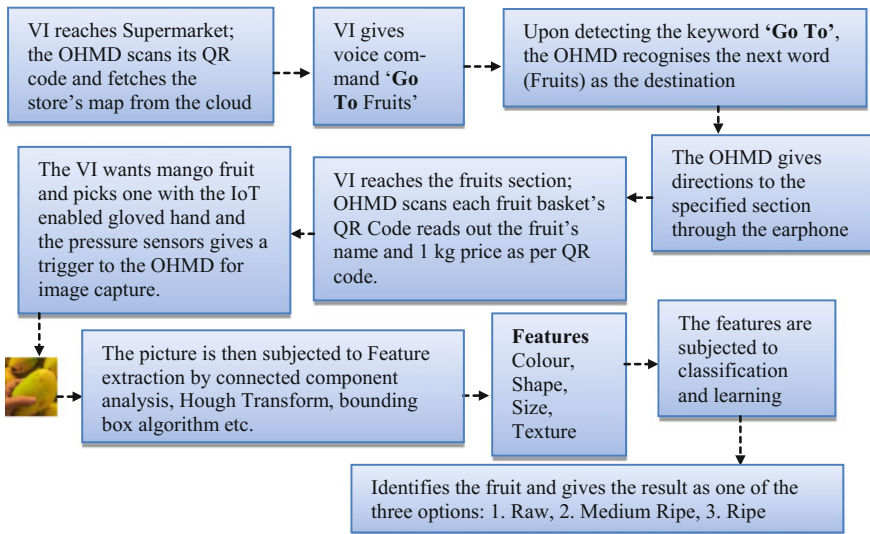 VI reaches Supermarket;
the OHMD scans its QR
code and fetches the
store's map from the cloud
VI gives
voice com-
mand 'Go
To Fruits'
Upon detecting the keyword 'Go To',
the OHMD recognises the next word
(Fruits) as the destination
The OHMD gives
directions to the
specified section
through the earphone
VI reaches the fruits section;
OHMD scans each fruit basket's
QR Code reads out the fruit's
name and 1 kg price as per QR
code.
The VI wants mango fruit
and picks one with the IoT
enabled gloved hand and
the pressure sensors gives a
trigger to the OHMD for
image capture.
The picture is then subjected to Feature
extraction by connected component
analysis, Hough Transform, bounding
box algorithm etc.
Features
Colour,
Shape,
Size,
Texture
The features are
subjected to
classification
and learning
Identifies the fruit and gives the result as one of the
three options: 1. Raw, 2. Medium Ripe, 3. Ripe